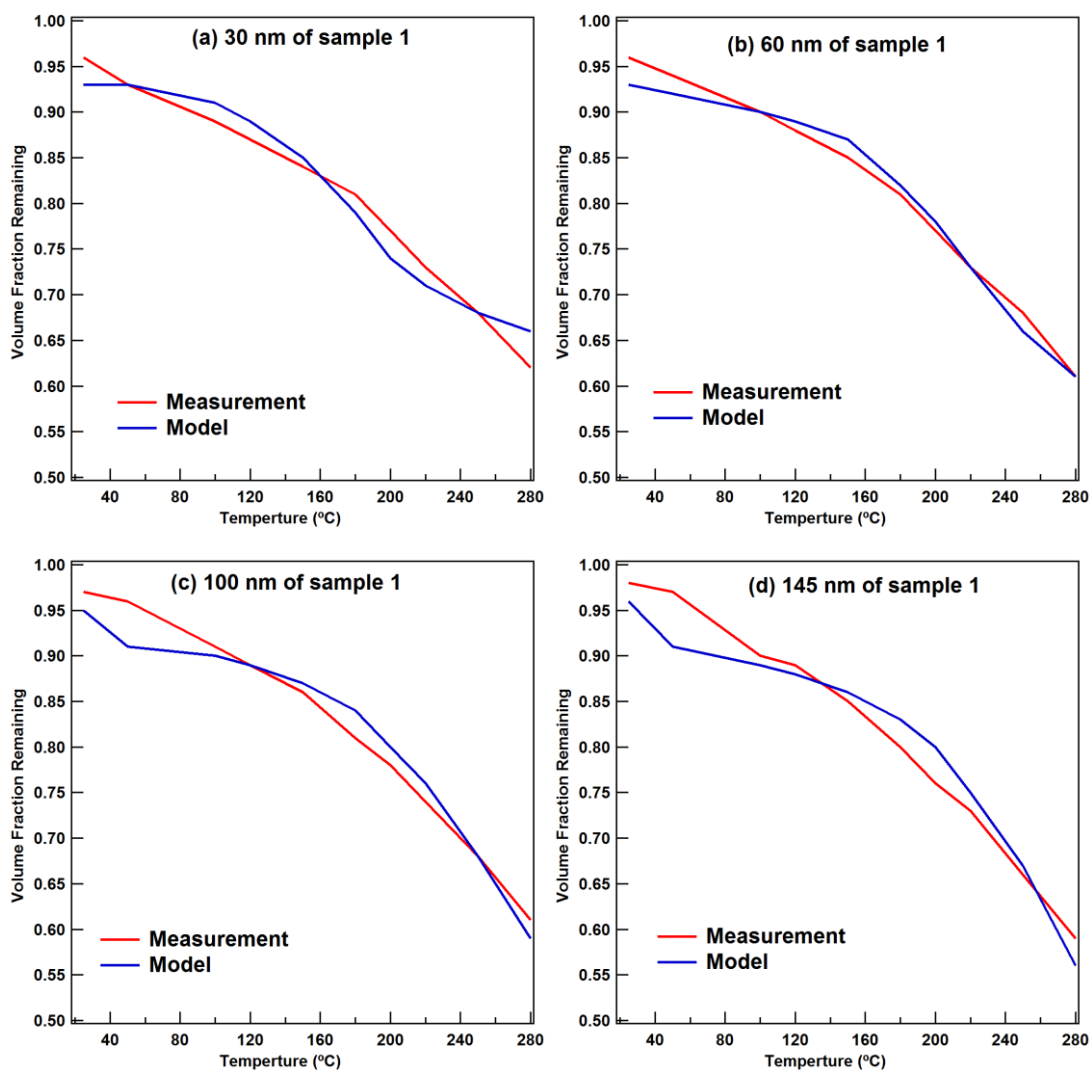 (a) 30 nm of sample 1
Volume Fraction Remaining
1.00
0.95
0.90
0.85
0.80
0.75
0.70
0.65
0.60
0.55
0.50
Measurement
Model
40 80 120 160 200 240 280
Temperture (ºC)
(b) 60 nm of sample 1
Volume Fraction Remaining
1.00
0.95
0.90
0.85
0.80
0.75
0.70
0.65
0.60
0.55
0.50
Measurement
Model
40 80 120 160 200 240 280
Temperture (ºC)
(c) 100 nm of sample 1
Volume Fraction Remaining
1.00
0.95
0.90
0.85
0.80
0.75
0.70
0.65
0.60
0.55
0.50
Measurement
Model
40 80 120 160 200 240 280
Temperture (ºC)
(d) 145 nm of sample 1
Volume Fraction Remaining
1.00
0.95
0.90
0.85
0.80
0.75
0.70
0.65
0.60
0.55
0.50
Measurement
Model
40 80 120 160 200 240 280
Temperture (ºC)